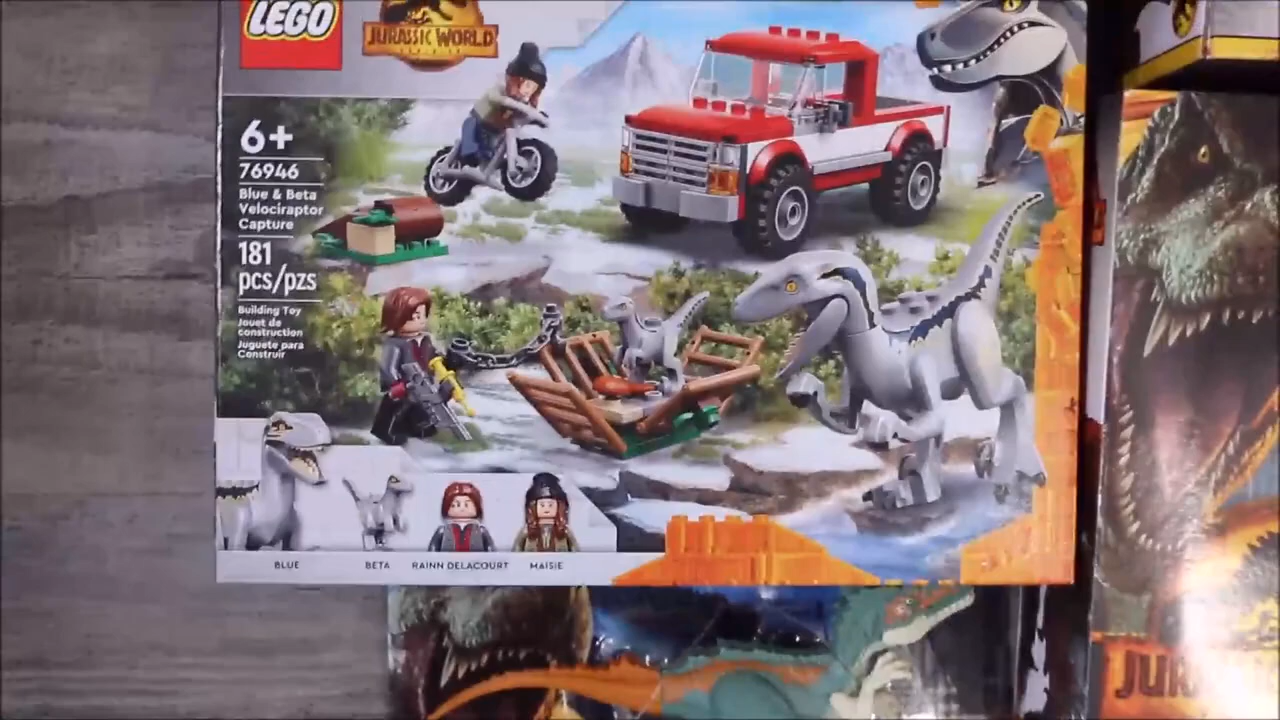 LEGO
JURASSIC WORLD
6+
76946
Blue & Beta
Velociraptor
Capture
181
pcs/pzs
Building Toy
Jouet de
construction
Juguete para
Construir
BLUE
BETA
RAINN DELACOURT
MAISIE